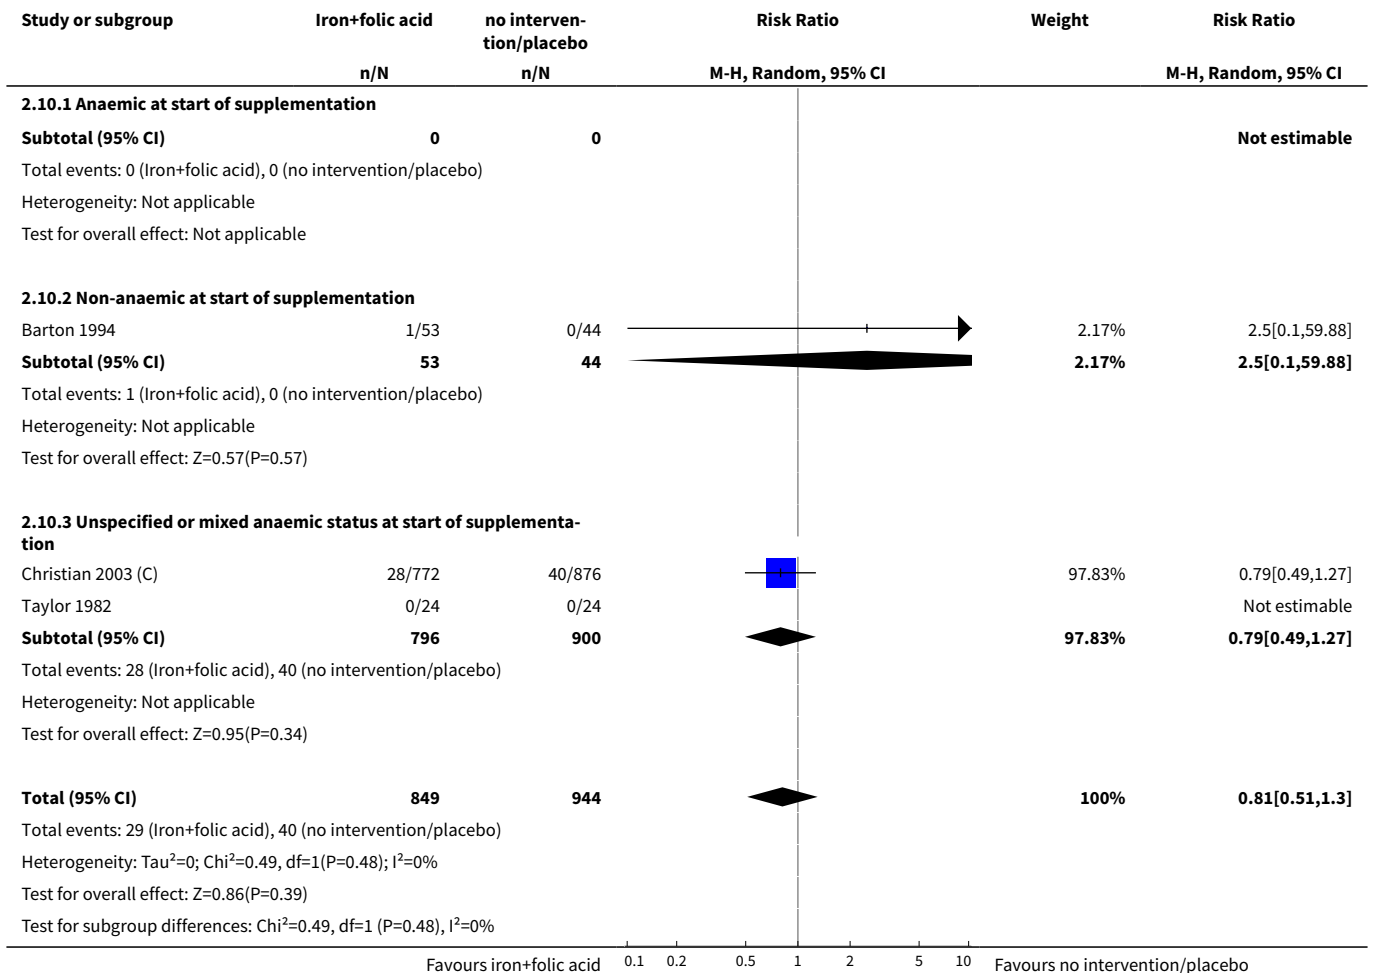 Study or subgroup Iron+folic acid no interven- Risk Ratio Weight Risk Ratio
tion/placebo
n/N n/N M-H, Random, 95% CI M-H, Random, 95% CI
2.10.1 Anaemic at start of supplementation
Subtotal (95% CI) 0 0 Not estimable
Total events: 0 (Iron+folic acid), 0 (no intervention/placebo)
Heterogeneity: Not applicable
Test for overall effect: Not applicable
2.10.2 Non-anaemic at start of supplementation
Barton 1994 1/53 0/44 2.17% 2.5[0.1,59.88]
Subtotal (95% CI) 53 44 2.17% 2.5[0.1,59.88]
Total events: 1 (Iron+folic acid), 0 (no intervention/placebo)
Heterogeneity: Not applicable
Test for overall effect: Z=0.57(P=0.57)
2.10.3 Unspecified or mixed anaemic status at start of supplementa-
tion
Christian 2003 (C) 28/772 40/876 97.83% 0.79[0.49,1.27]
Taylor 1982 0/24 0/24 Not estimable
Subtotal (95% CI) 796 900 97.83% 0.79[0.49,1.27]
Total events: 28 (Iron+folic acid), 40 (no intervention/placebo)
Heterogeneity: Not applicable
Test for overall effect: Z=0.95(P=0.34)
Total (95% CI) 849 944 100% 0.81[0.51,1.3]
Total events: 29 (Iron+folic acid), 40 (no intervention/placebo)
Heterogeneity: Tau²=0; Chi²=0.49, df=1(P=0.48); I²=0%
Test for overall effect: Z=0.86(P=0.39)
Test for subgroup differences: Chi²=0.49, df=1 (P=0.48), I²=0%
Favours iron+folic acid 0.1 0.2 0.5 1 2 5 10 Favours no intervention/placebo